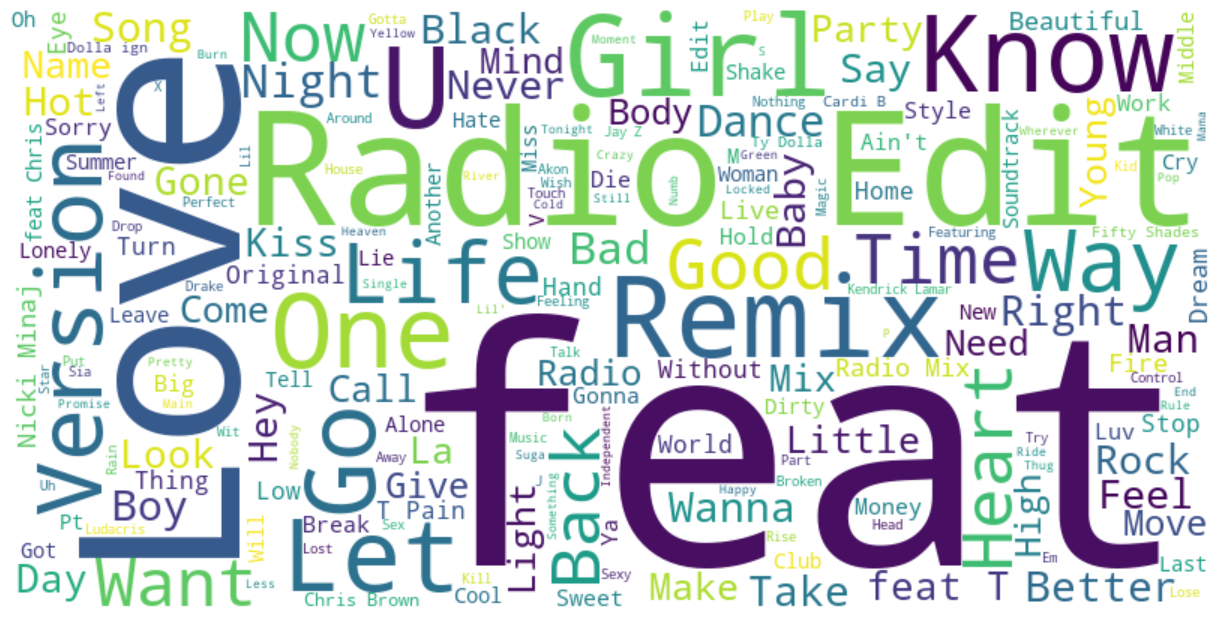 Oh
Song
Eye
Dolla ign
Name
Hot
Sorry
Summer
Found
Left
X
Burn
Lil
Now
Night
Gotta
Yellow
U
Black
Mind
Never
Girl
Moment
Play
S
Edit
Shake
Party
Say
Know
Beautiful
Middle
Gone
Perfect
Love
Versione
feat Chris
Lonely
Drop
Turn
Around
Radio Edit
Hate
Another
House
River
Miss
Tonight
Akon
Wish
Touch
Cold
V
Jay Z
Crazy
Die
Still
Body
Numb
Dance
Nothing
Cardi B
Ty Dolla
M
Green
Woman
Locked
Live
Hold
Baby
Magic
Ain't
Home
Style
Soundtrack
Young
Work
Wherever
White
Mama
Kid
Cry
Pop
Featuring
Fifty Shades
Kiss
Heaven
Original
Lie
Life
Single
Drake
Leave
Come
Show
Bad
Hand
Feeling
Lil'
Good
Time
Way
Dream
Kendrick Lamar
New
Right
One
Remix
Need
Man
Nicki Minaj
Put
Sia
Star
Promise
Pretty
Big
Main
Wit
Tell
Call
Talk
Radio
Gonna
Without
Mix
Radio Mix
P
Fire
Control
End
Rule
feat
Born
Dirty
Heart
Look
Rain
Thing
Uh
Hey
Nobody
Go
Alone
Away
La
Music
Suga
J
Independent
World
Part
Little
Try
Ride
Thug
Luv
Stop
Rock
Boy
Pt
Ludacris
Low
Give
T Pain
Light
Something
Back
Ya
Happy
Broken
Wanna
Money
Head
High
Feel
Move
Got
Will
Break
Sex
Lost
Let
Sexy
Rise
Club
Em
Last
Day
Want
Less
Chris Brown
Kill
Cool
Sweet
Make
Take
feat T
Better
Lose